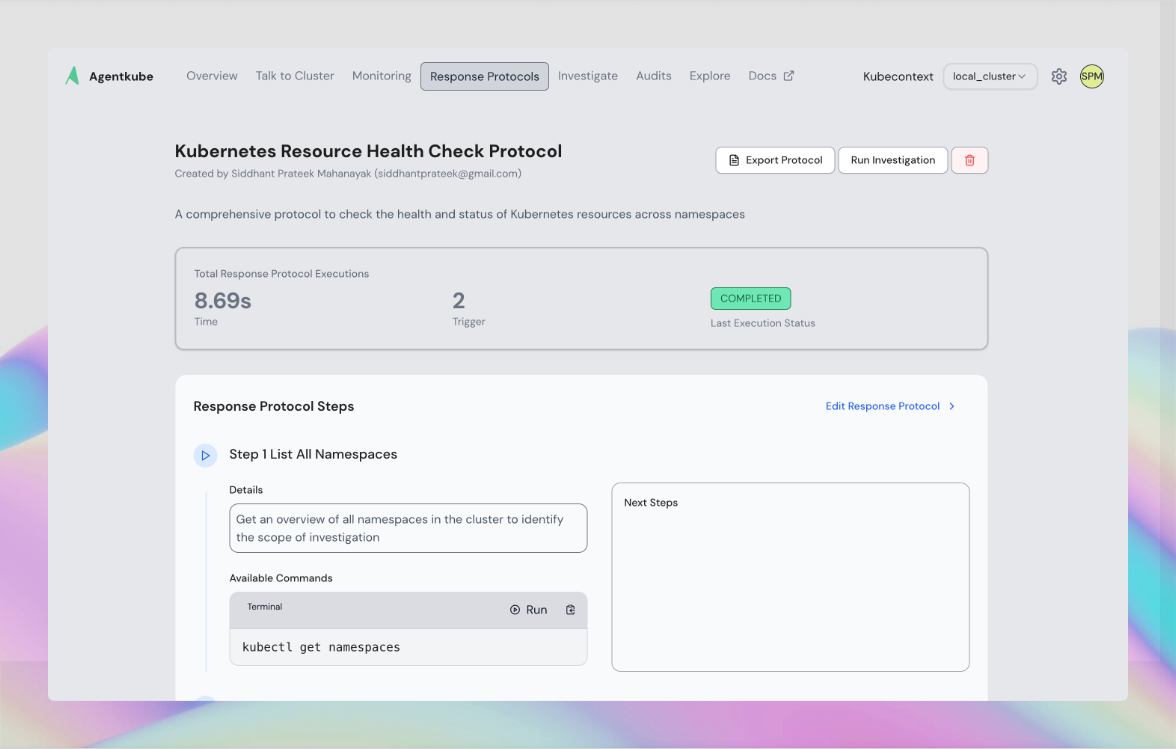 Agentkube
Overview
Talk to Cluster
Monitoring
Response Protocols
Investigate
Audits
Explore
Docs
Kubecontext
local_cluster
SPM
Kubernetes Resource Health Check Protocol
Created by Siddhant Prateek Mahanayak (siddhantprateek@gmail.com)
Export Protocol
Run Investigation
A comprehensive protocol to check the health and status of Kubernetes resources across namespaces
Total Response Protocol Executions
8.69s
Time
2
Trigger
COMPLETED
Last Execution Status
Response Protocol Steps
Edit Response Protocol
Step 1 List All Namespaces
Details
Get an overview of all namespaces in the cluster to identify
the scope of investigation
Available Commands
Terminal
Run
kubectl get namespaces
Next Steps